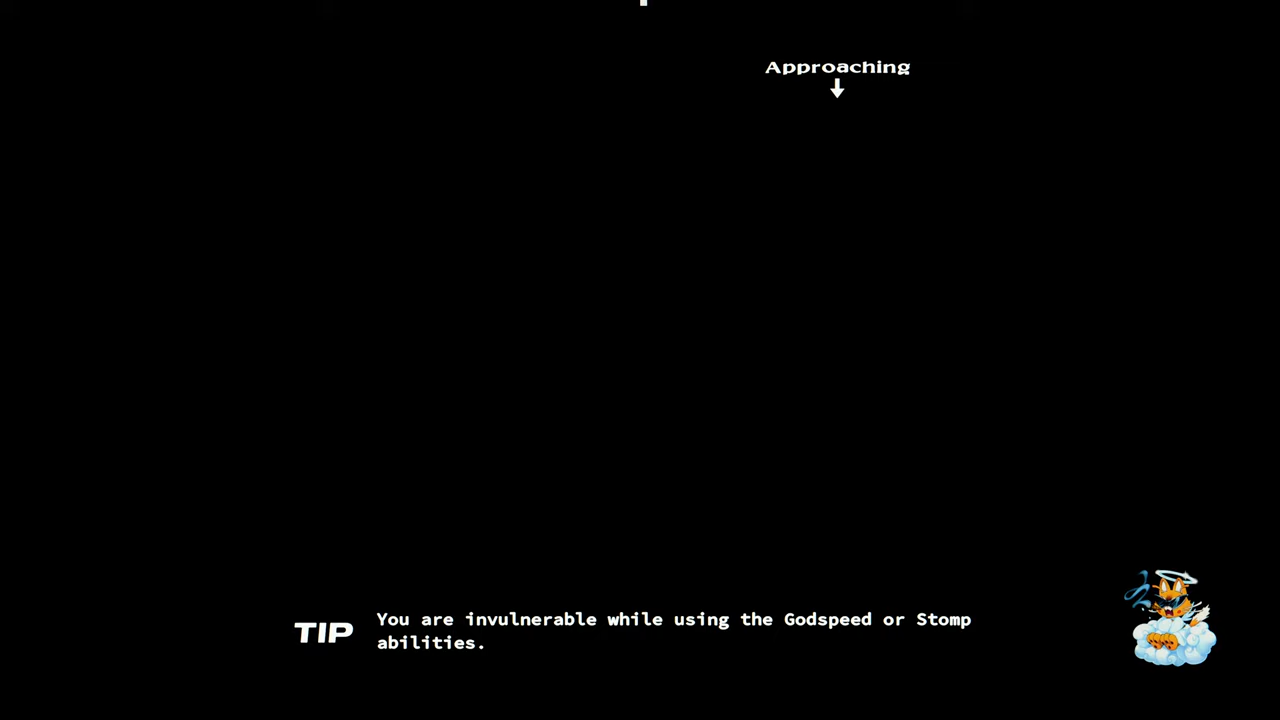 Approaching
TIP
You are invulnerable while using the Godspeed or Stomp
abilities.